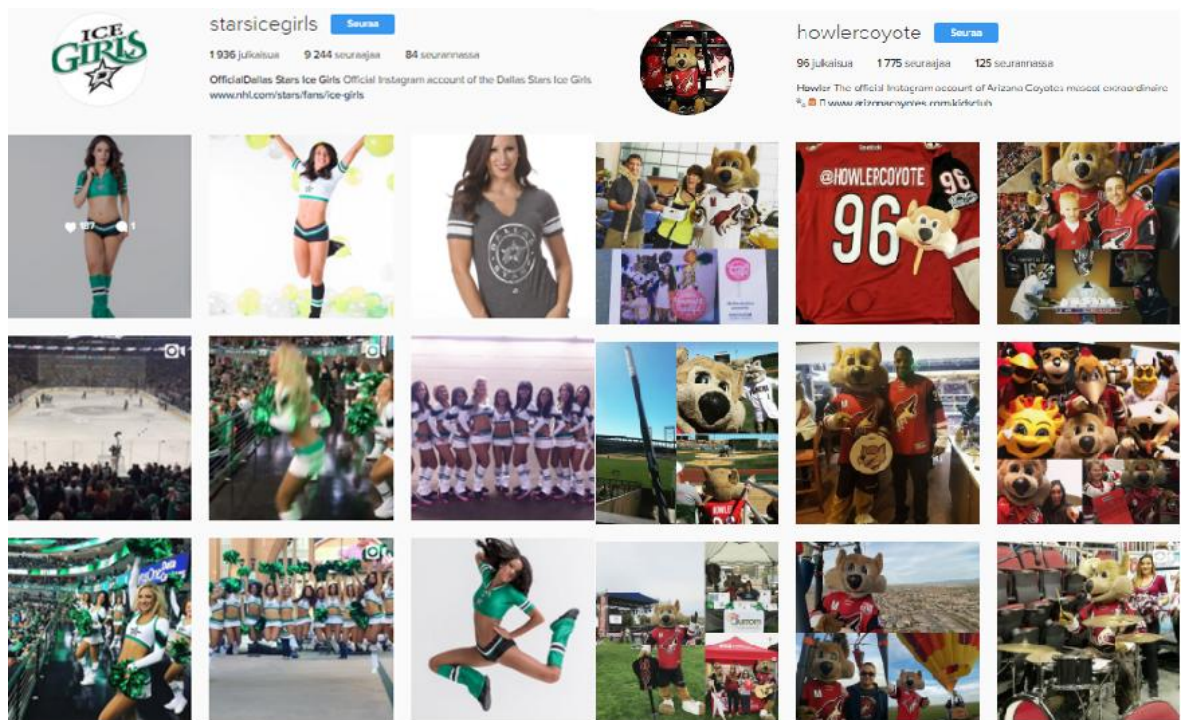 ICE
GIRLS
starsicegirls Seuraa
1 936 julkaisua 9 244 seuraajaa 84 seurannassa
OfficialDallas Stars Ice Girls Official Instagram account of the Dallas Stars Ice Girls
www.nhl.com/stars/fans/ice-girls
howlercoyote Seuraa
96 julkaisua 1 775 seuraajaa 125 seurannassa
Howler The official Instagram account of Arizona Coyotes mascot extraordinaire
www.arizonacoyotes.com/kidsclub
187 1
@HOWLERCOYOTE
96
96